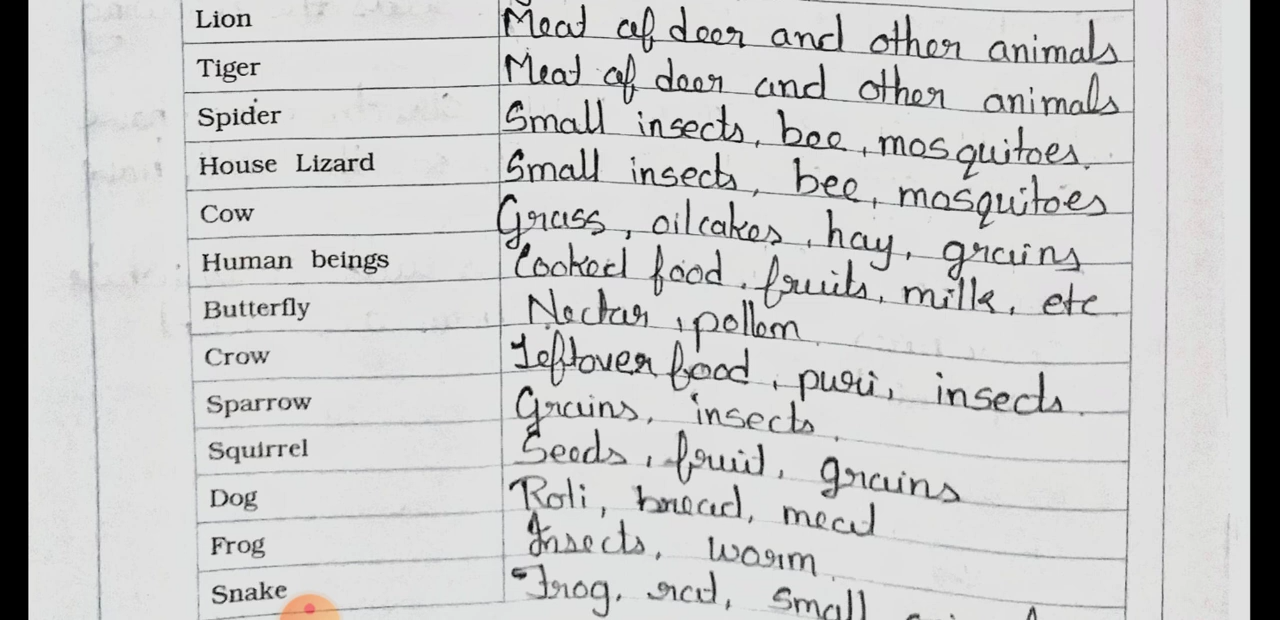 Lion Meat of deer and other animals
Tiger Meat of deer and other animals
Spider Small insects, bee, mosquitoes.
House Lizard Small insects, bee, mosquitoes
Cow Grass, oilcakes, hay, grains
Human beings Cooked food, fruits, milk, etc
Butterfly Nectar, pollen
Crow Leftover food, puri, insects.
Sparrow Grains, insects.
Squirrel Seeds, fruit, grains
Dog Roti, bread, meat
Frog Insects, worm
Snake Frog, rat, small